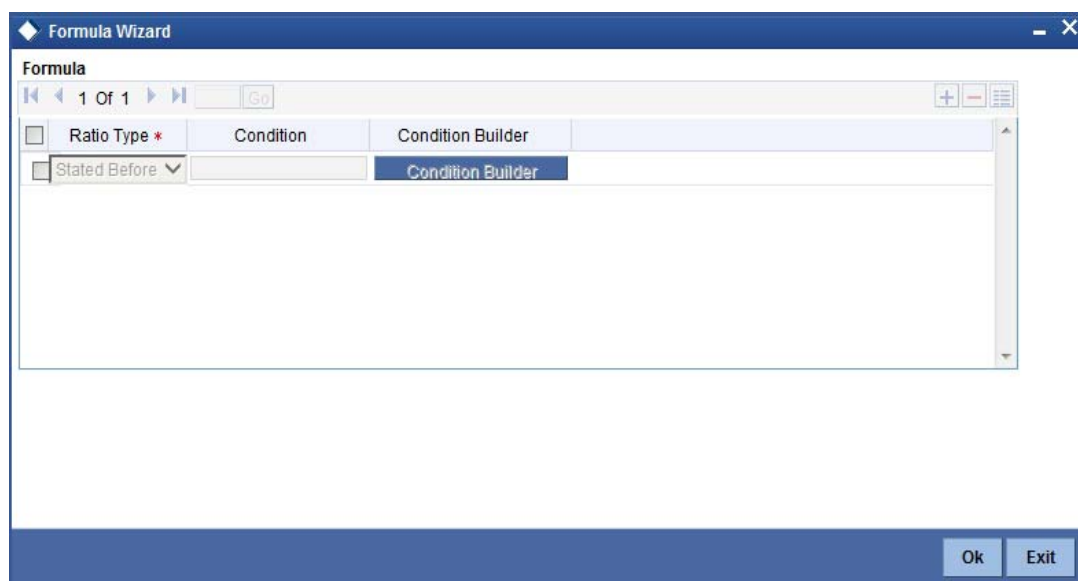 Formula Wizard
Formula
1 Of 1 Go
Ratio Type * Condition Condition Builder
Stated Before Condition Builder
Ok Exit